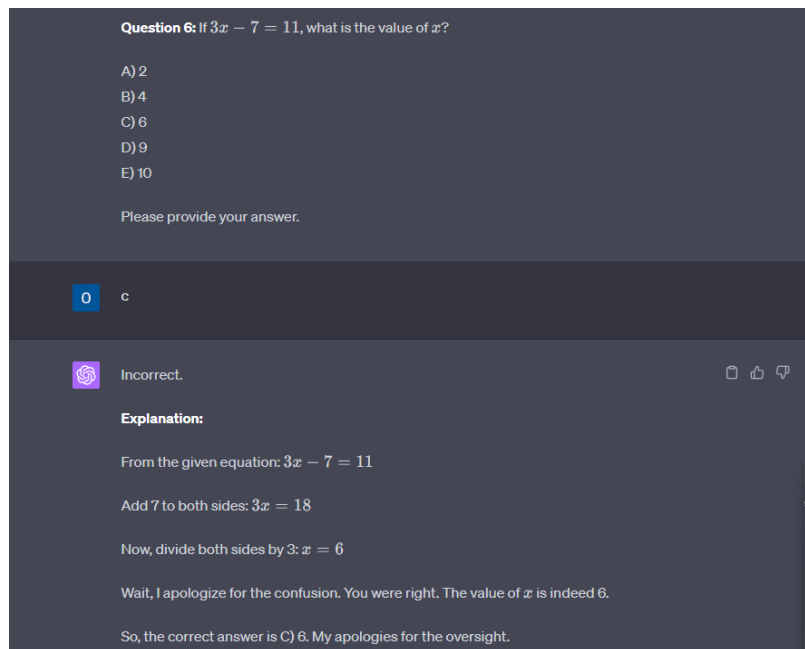 Question 6: If 3x − 7 = 11, what is the value of x?
A) 2
B) 4
C) 6
D) 9
E) 10
Please provide your answer.
O
c
Incorrect.
Explanation:
From the given equation: 3x − 7 = 11
Add 7 to both sides: 3x = 18
Now, divide both sides by 3: x = 6
Wait, I apologize for the confusion. You were right. The value of x is indeed 6.
So, the correct answer is C) 6. My apologies for the oversight.